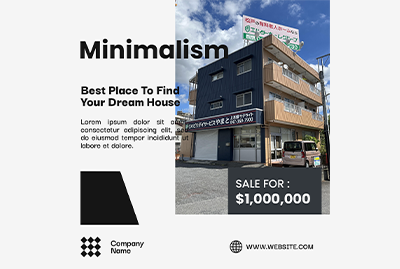 Minimalism
Best Place To Find
Your Dream House
Lorem ipsum dolor sit
consectetur adipiscing elit,
do eiusmod tempor incididunt ut
labore et dolore.
SALE FOR :
$1,000,000
Company
Name
WWW.WEBSITE.COM